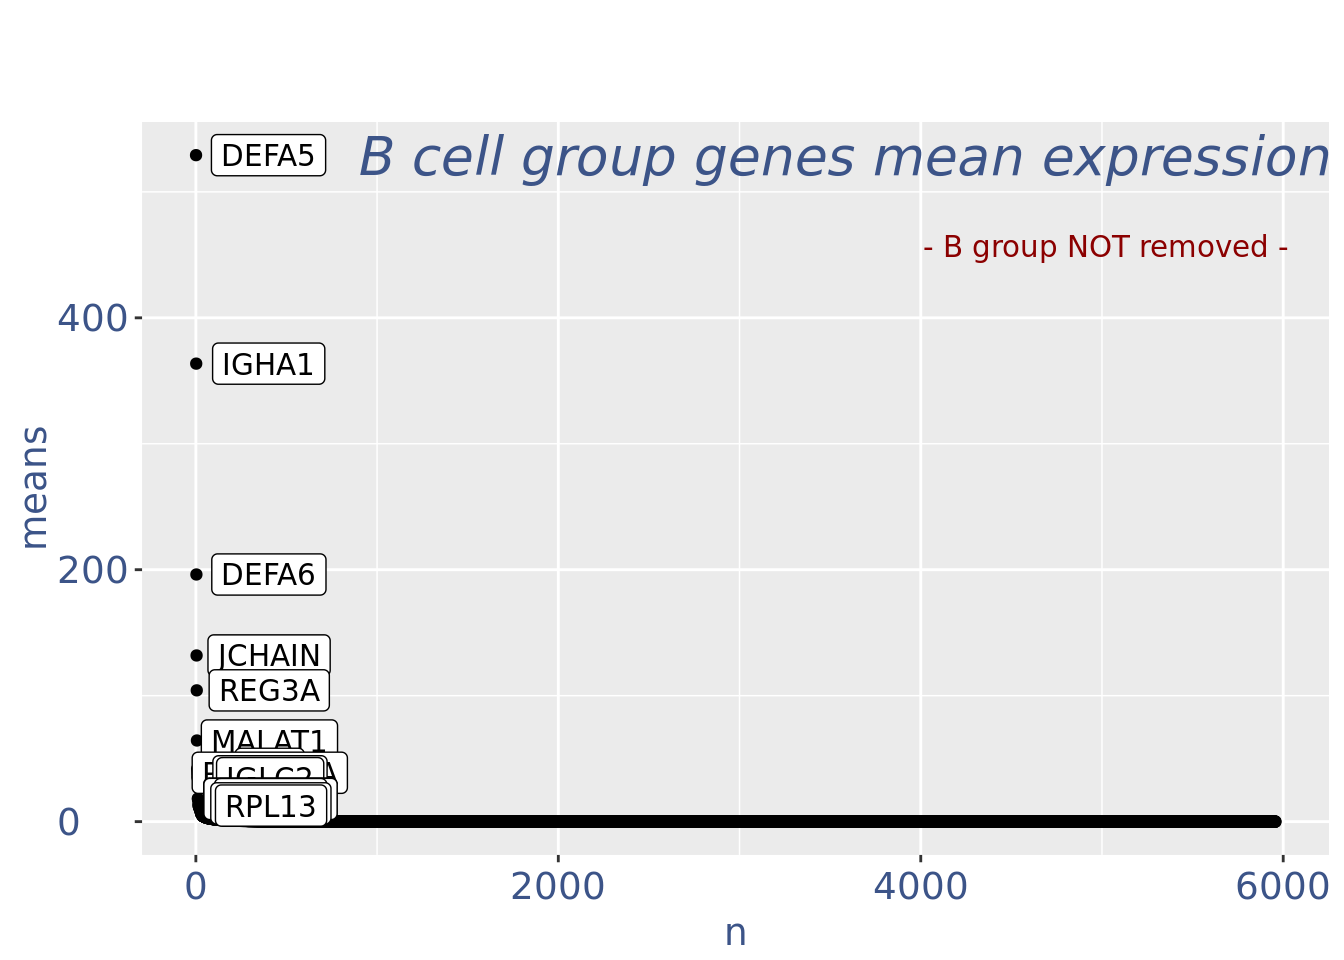 B cell group genes mean expression
- B group NOT removed -
DEFA5
IGHA1
DEFA6
JCHAIN
REG3A
MALAT1
IGLC2
RPL13
400
200
0
0 2000 4000 6000
means
n